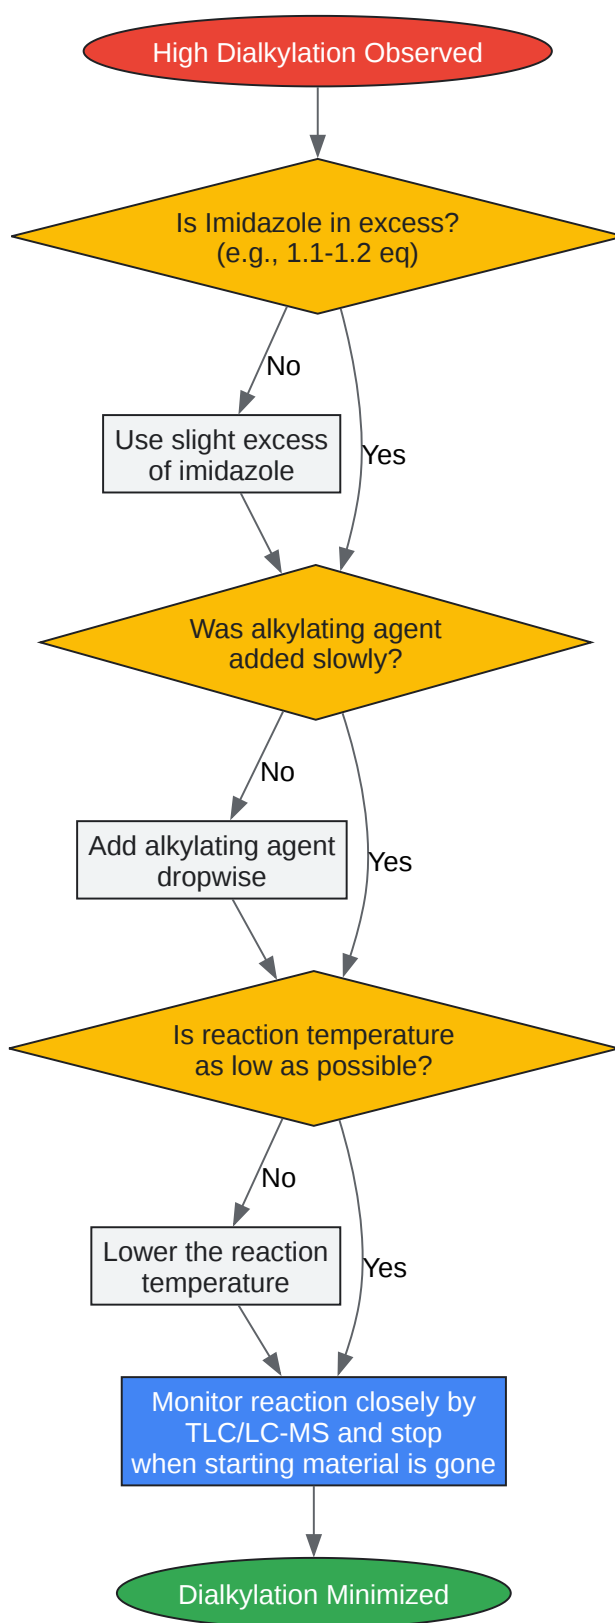 High Dialkylation Observed
Is Imidazole in excess?
(e.g., 1.1-1.2 eq)
No
Use slight excess
of imidazole
Yes
Was alkylating agent
added slowly?
No
Add alkylating agent
dropwise
Yes
Is reaction temperature
as low as possible?
No
Lower the reaction
temperature
Yes
Monitor reaction closely by
TLC/LC-MS and stop
when starting material is gone
Dialkylation Minimized